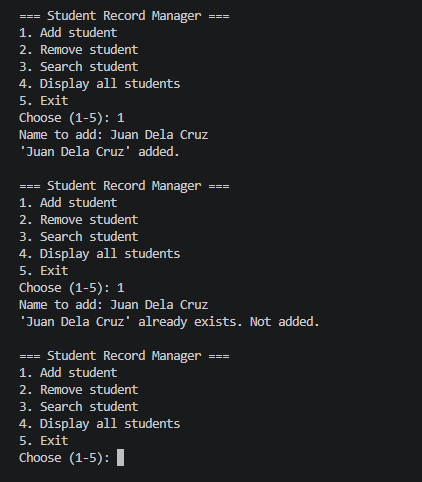 === Student Record Manager ===
1. Add student
2. Remove student
3. Search student
4. Display all students
5. Exit
Choose (1-5): 1
Name to add: Juan Dela Cruz
'Juan Dela Cruz' added.
=== Student Record Manager ===
1. Add student
2. Remove student
3. Search student
4. Display all students
5. Exit
Choose (1-5): 1
Name to add: Juan Dela Cruz
'Juan Dela Cruz' already exists. Not added.
=== Student Record Manager ===
1. Add student
2. Remove student
3. Search student
4. Display all students
5. Exit
Choose (1-5):